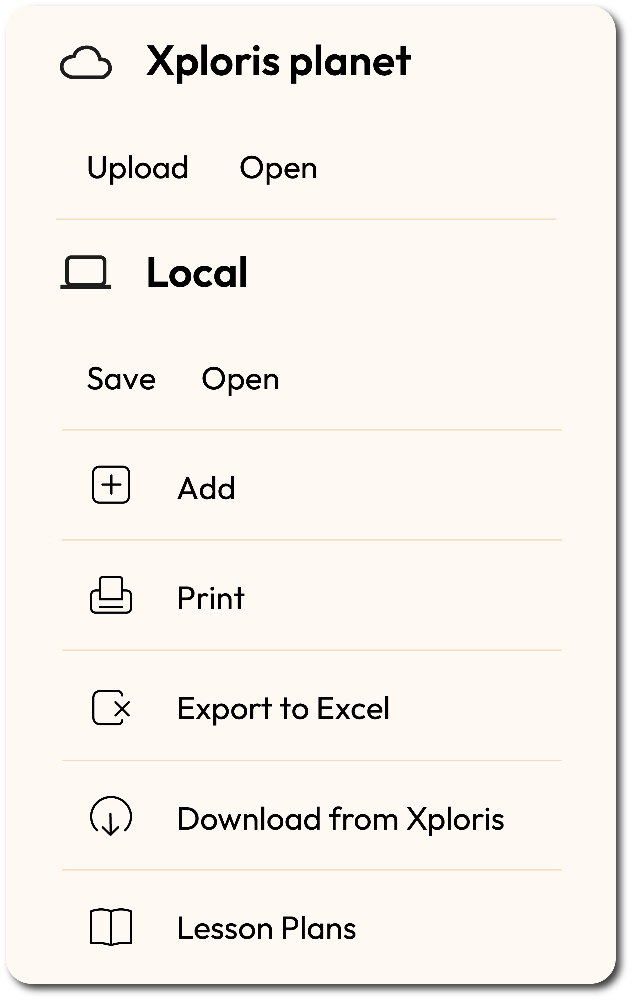 Xploris planet
Upload Open
Local
Save Open
Add
Print
Export to Excel
Download from Xploris
Lesson Plans